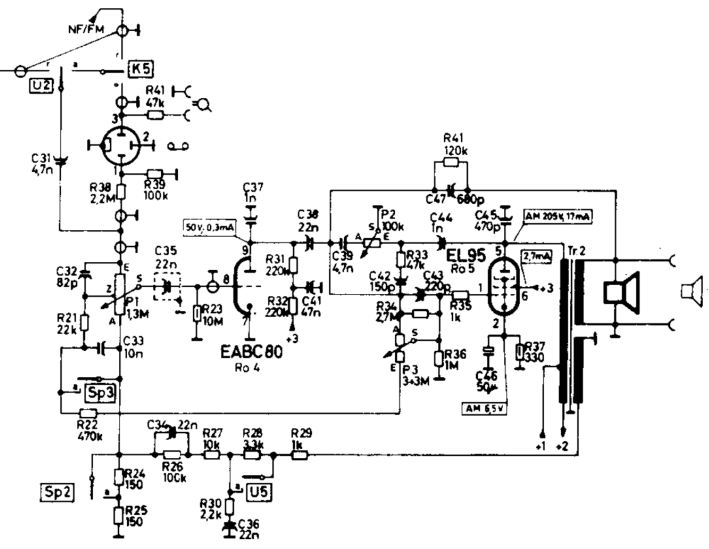 NF/FM
r a r
U2
K5
R41
47k
3
2
1
C31
4,7n
R38
2,2M
R39
100k
C37
1n
R41
120k
C47 680p
50V, 0,3mA
C38
22n
P2
100k
A S E
C44
1n
C45
470p
AM 205V, 17mA
C35
22n
9
R31
220k
C39
4,7n
R33
47k
EL95
Ro 5
5
2,7mA
Tr.2
C32
82p
E
Z
S
P1
1,3M
A
8
C42
150p
C43
220p
1
6
+3
R21
22k
R23
10M
R32
220k
C41
47n
R34
2,7M
R35
1k
2
C33
10n
EABC80
Ro 4
+3
A
S
E
P3
3+3M
R36
1M
C46
50µ
R37
330
a
Sp3
AM 6,5V
R22
470k
C34 22n
R27
10k
R28
3,3k
R29
1k
+1
+2
R26
100k
Sp2
a
R24
150
R25
150
a
U5
R30
2,2k
C36
22n